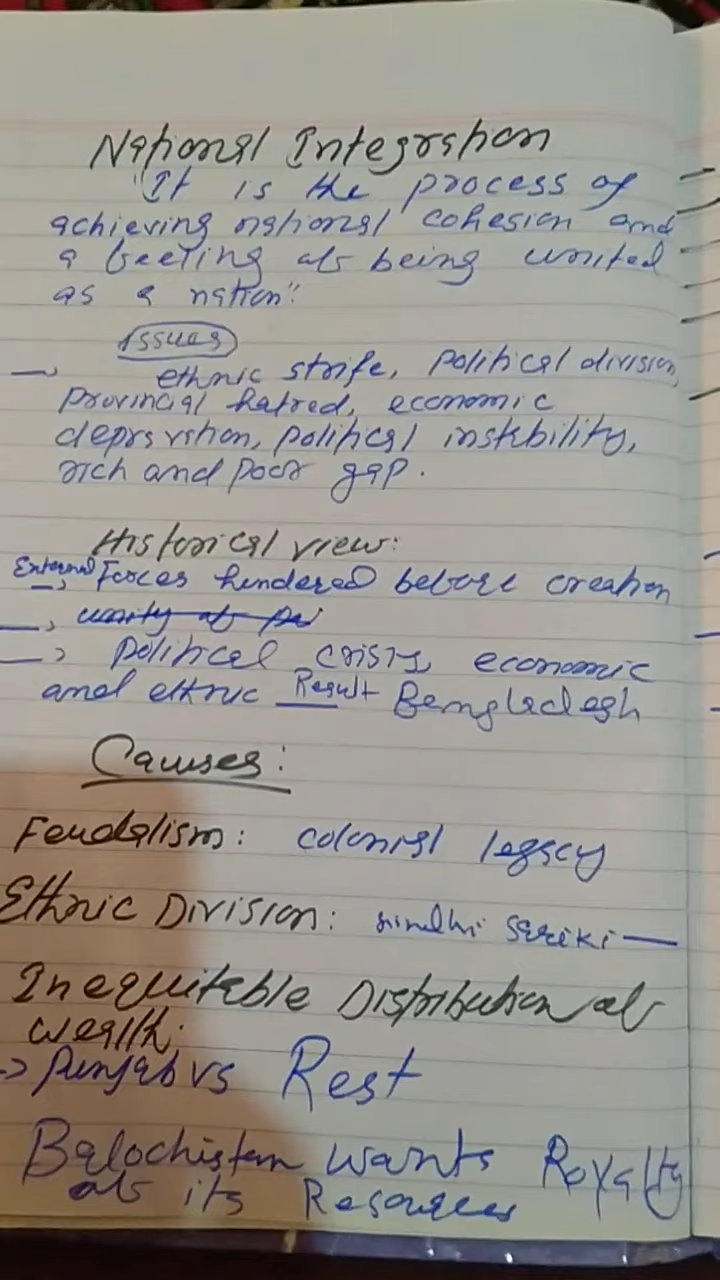 National Integration
"It is the process of
achieving national cohesion and
a feeling of being united
as a nation".
Issues
→ ethnic strife, Political division,
Provincial hatred, economic
deprivation, political instability,
rich and poor gap.
Historical view:
→ External Forces hindered before creation
→ unity of
→ Political crisis, economic
and ethnic Result Bangladesh
Causes:
Feudalism: colonial legacy
Ethnic Division: sindhi Saraiki —
Inequitable Distribution of
wealth.
→ Punjab vs Rest
Balochistan wants Royalty
of its Resources